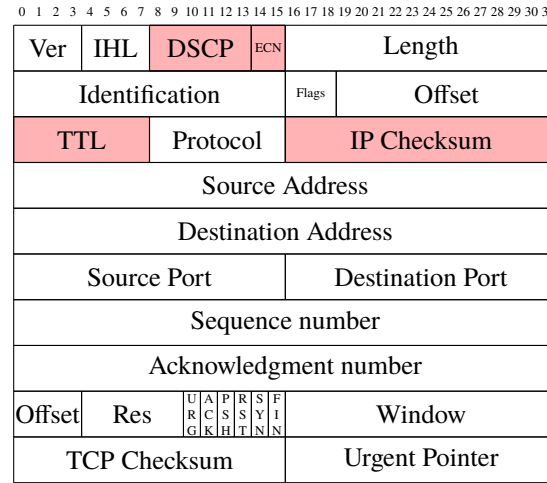 0 1 2 3 4 5 6 7 8 9 10 11 12 13 14 15 16 17 18 19 20 21 22 23 24 25 26 27 28 29 30 3
Ver IHL DSCP ECN Length
Identification Flags Offset
TTL Protocol IP Checksum
Source Address
Destination Address
Source Port Destination Port
Sequence number
Acknowledgment number
Offset Res URG ACK PSH RST SYN FIN Window
TCP Checksum Urgent Pointer